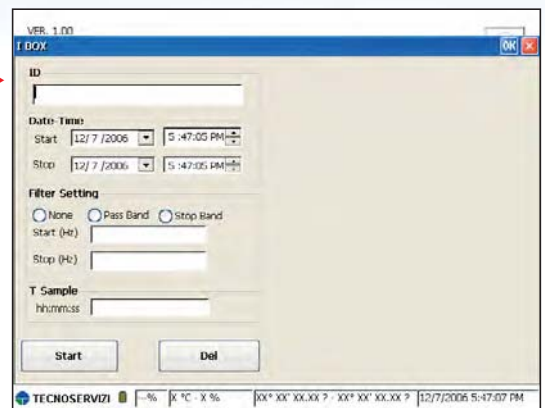 VER. 1.00
I BOX OK
ID
Date-Time
Start 12/ 7 /2006 5 :47:05 PM
Stop 12/ 7 /2006 5 :47:05 PM
Filter Setting
None Pass Band Stop Band
Start (Hz)
Stop (Hz)
T Sample
hh:mm:ss
Start Del
TECNOSERVIZI --% X °C - X % XX° XX' XX.XX ? - XX° XX' XX.XX ? 12/7/2006 5:47:07 PM